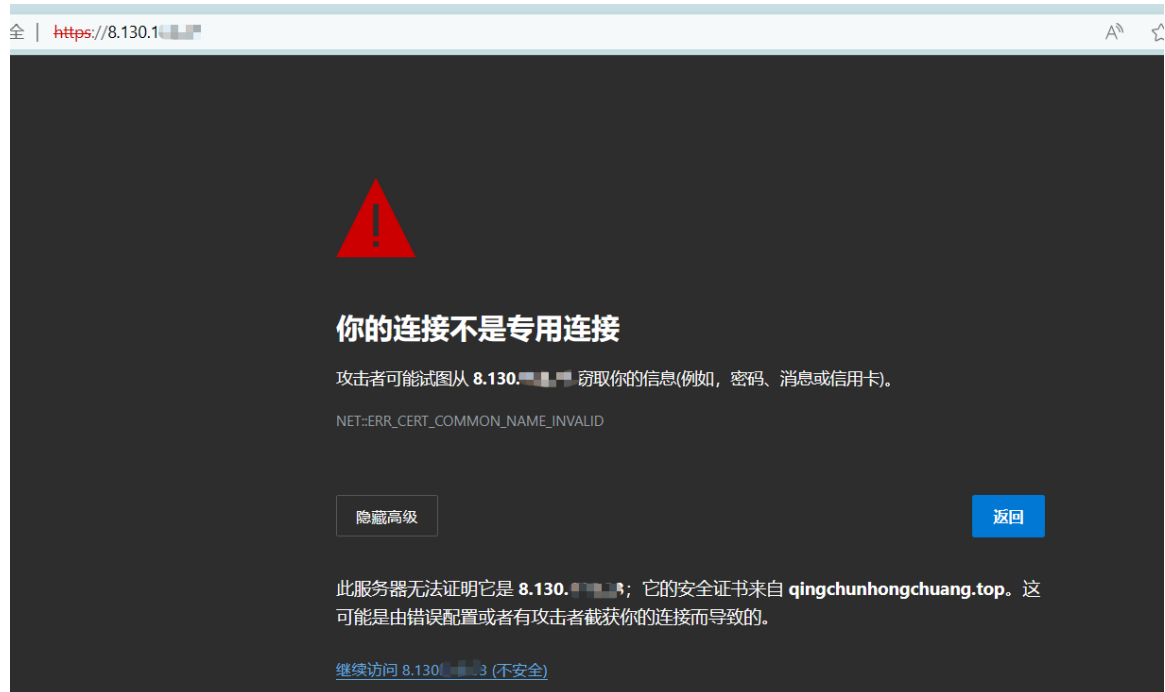 全 | https://8.130.1
你的连接不是专用连接
攻击者可能试图从 8.130. 窃取你的信息(例如，密码、消息或信用卡)。
NET::ERR_CERT_COMMON_NAME_INVALID
隐藏高级
返回
此服务器无法证明它是 8.130. ；它的安全证书来自 qingchunhongchuang.top。这
可能是由错误配置或者有攻击者截获你的连接而导致的。
继续访问 8.130 3 (不安全)